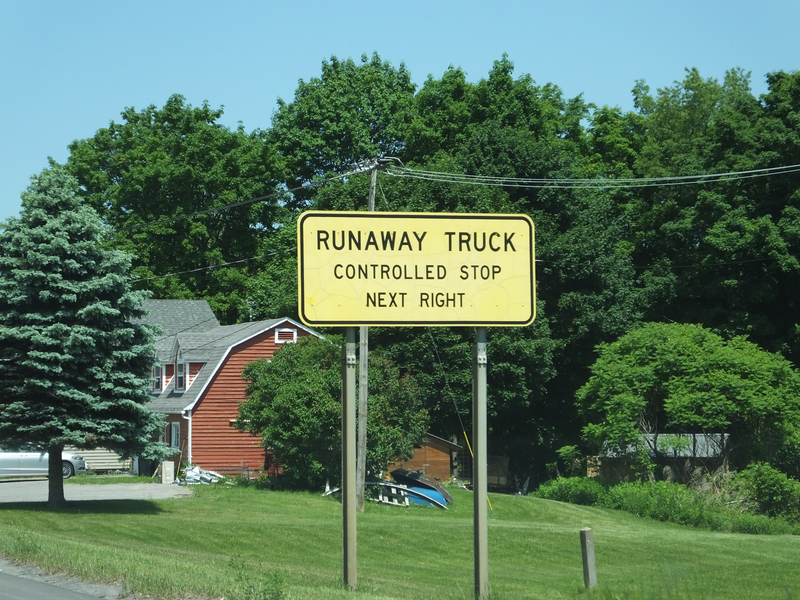 RUNAWAY TRUCK
CONTROLLED STOP
NEXT RIGHT